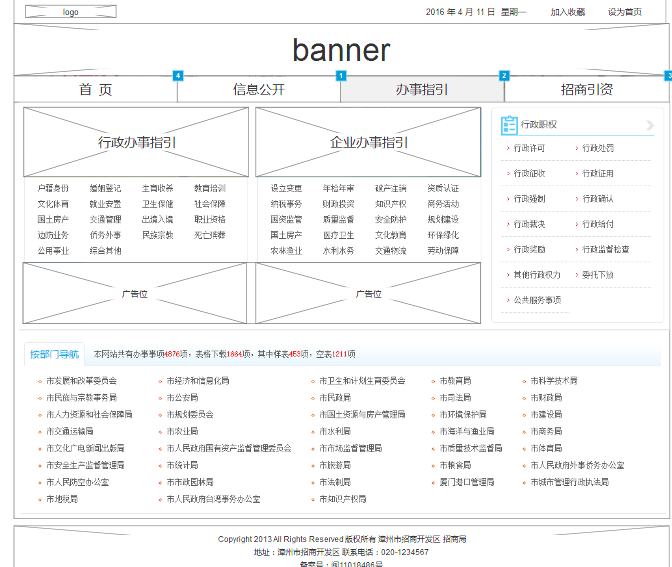 logo 2016 年 4 月 11 日 星期一 加入收藏 设为首页
banner
4 1 2 3
首 页 信息公开 办事指引 招商引资
行政办事指引 企业办事指引 行政职权
户籍身份 婚姻登记 生育收养 教育培训 设立变更 年检年审 破产注销 资质认证
文化体育 就业安置 卫生保健 社会保障 纳税事务 财政投资 知识产权 商务活动
国土房产 交通管理 出境入境 职业资格 国资监管 质量监督 安全防护 规划建设
边防业务 侨务外事 民族宗教 死亡殡葬 国土房产 医疗卫生 文化教育 环保绿化
公用事业 综合其他 农林渔业 水利水务 交通物流 劳动保障
行政许可 行政处罚
行政征收 行政征用
行政强制 行政确认
行政裁决 行政给付
行政奖励 行政监督检查
其他行政权力 委托下放
公共服务事项
广告位 广告位
按部门导航 本网站共有办事事项4876项，表格下载1664项，其中样表453项，空表1211项
市发展和改革委员会 市经济和信息化局 市卫生和计划生育委员会 市教育局 市科学技术局
市民族与宗教事务局 市公安局 市民政局 市司法局 市财政局
市人力资源和社会保障局 市规划委员会 市国土资源与房产管理局 市环境保护局 市建设局
市交通运输局 市农业局 市水利局 市海洋与渔业局 市商务局
市文化广电新闻出版局 市人民政府国有资产监督管理委员会 市市场监督管理局 市质量技术监督局 市体育局
市安全生产监督管理局 市统计局 市旅游局 市粮食局 市人民政府外事侨务办公室
市人民防空办公室 市市政园林局 市法制局 厦门港口管理局 市城市管理行政执法局
市地税局 市人民政府台湾事务办公室 市知识产权局
Copyright 2013 All Rights Reserved 版权所有 漳州市招商开发区 招商局
地址：漳州市招商开发区 联系电话：020-1234567
备案号：闽11018486号